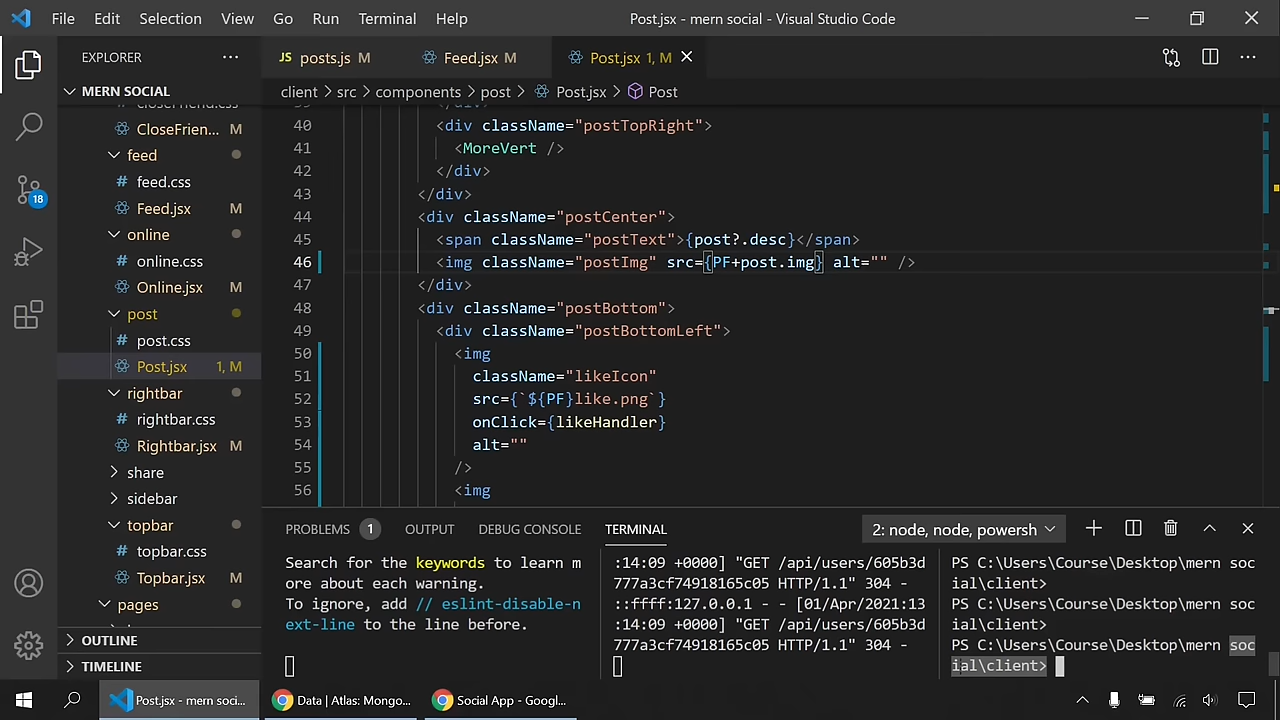 File Edit Selection View Go Run Terminal Help Post.jsx - mern social - Visual Studio Code
EXPLORER
JS posts.js M Feed.jsx M Post.jsx 1, M
MERN SOCIAL
client > src > components > post > Post.jsx > Post
CloseFrien... M
feed
feed.css
Feed.jsx M
online
online.css
Onlin.jsx M
post
# post.css
Post.jsx 1, M
rightbar
# rightbar.css
Rightbar.jsx M
share
sidebar
topbar
# topbar.css
Topbar.jsx M
pages
OUTLINE
TIMELINE
18
40 <div className="postTopRight">
41 <MoreVert />
42 </div>
43 </div>
44 <div className="postCenter">
45 <span className="postText">{post?.desc}</span>
46 <img className="postImg" src={PF+post.img} alt="" />
47 </div>
48 <div className="postBottom">
49 <div className="postBottomLeft">
50 <img
51 className="likeIcon"
52 src={`${PF}like.png`}
53 onClick={likeHandler}
54 alt=""
55 />
56 <img
PROBLEMS 1 OUTPUT DEBUG CONSOLE TERMINAL 2: node, node, powersh
Search for the keywords to learn m
ore about each warning.
To ignore, add // eslint-disable-n
ext-line to the line before.
:14:09 +0000] "GET /api/users/605b3d
777a3cf74918165c05 HTTP/1.1" 304 -
::ffff:127.0.0.1 - - [01/Apr/2021:13
:14:09 +0000] "GET /api/users/605b3d
777a3cf74918165c05 HTTP/1.1" 304 -
PS C:\Users\Course\Desktop\mern soc
ial\client>
PS C:\Users\Course\Desktop\mern soc
ial\client>
PS C:\Users\Course\Desktop\mern soc
ial\client>
Post.jsx - mern soci... Data | Atlas: Mongo... Social App - Googl...